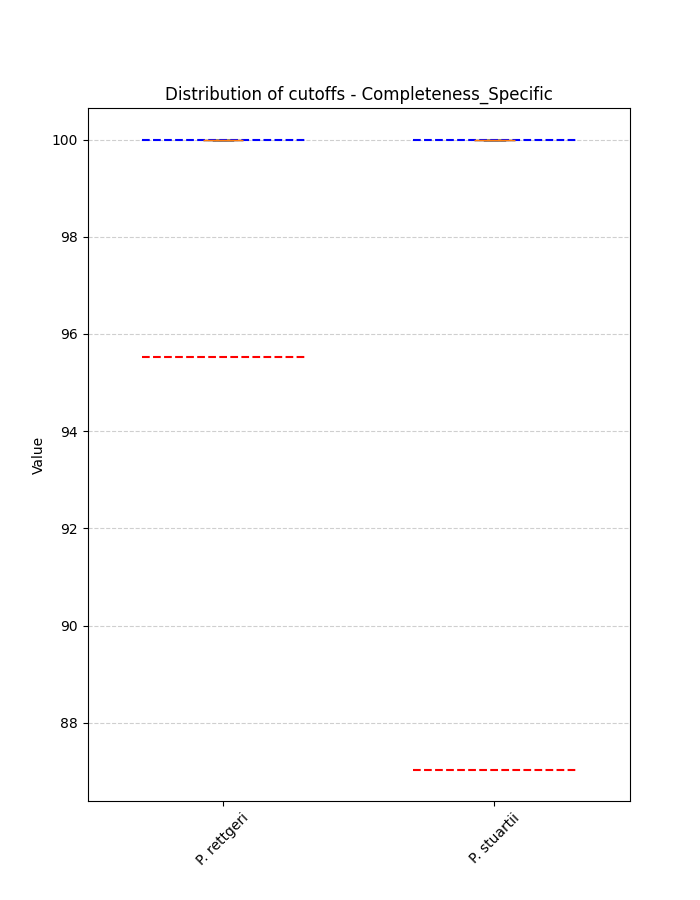 Distribution of cutoffs - Completeness_Specific
100
98
96
94
92
90
88
Value
P. rettgeri
P. stuartii